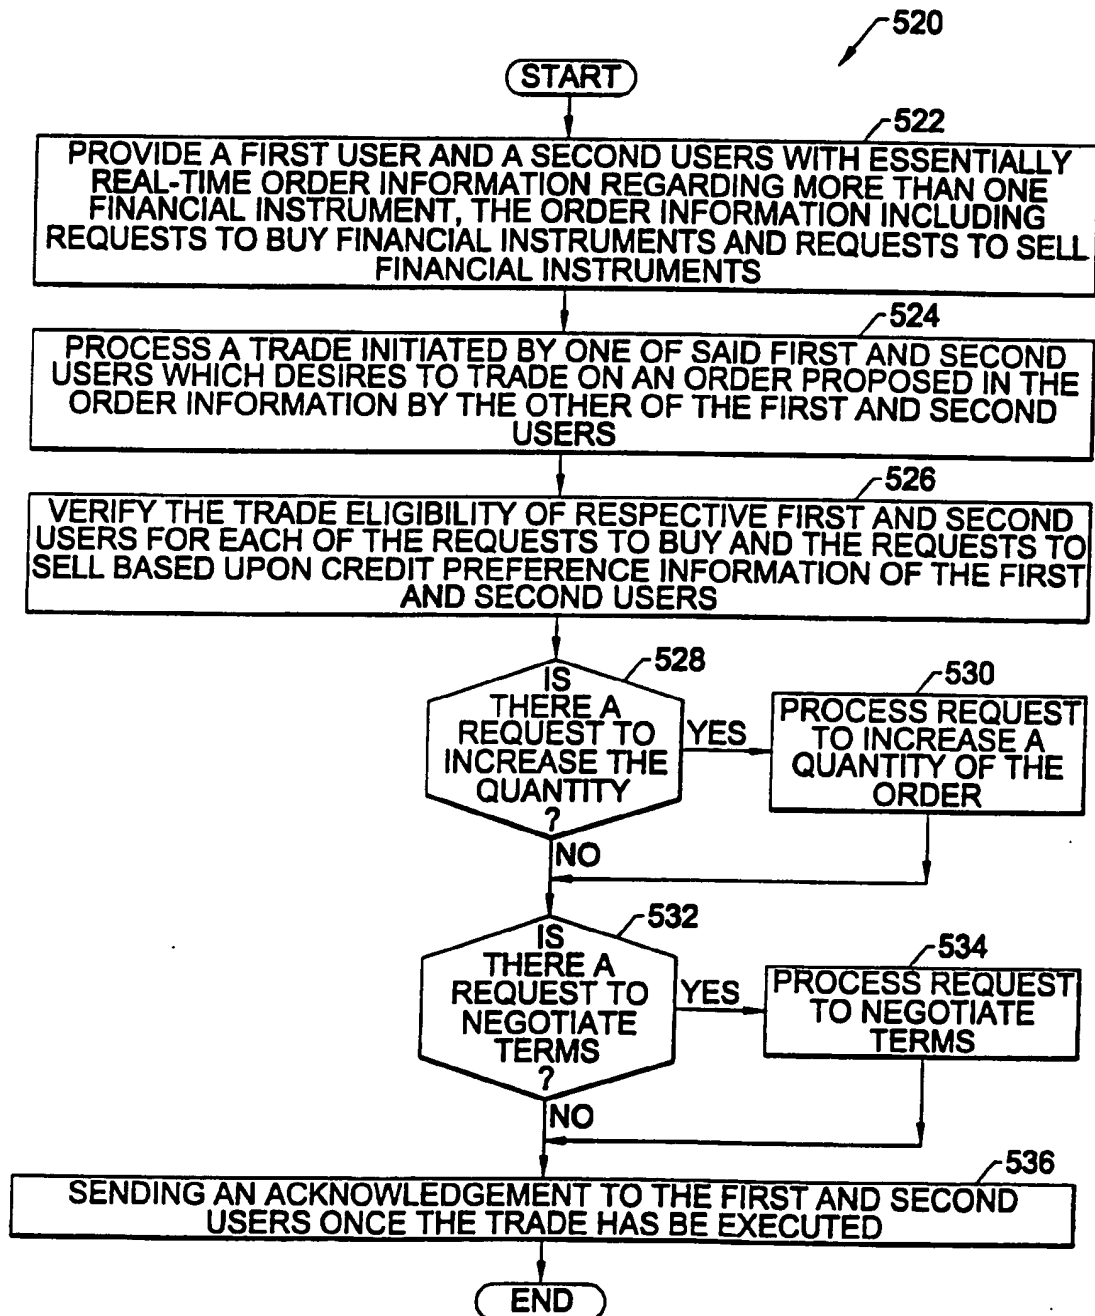 520
START
522
PROVIDE A FIRST USER AND A SECOND USERS WITH ESSENTIALLY
REAL-TIME ORDER INFORMATION REGARDING MORE THAN ONE
FINANCIAL INSTRUMENT, THE ORDER INFORMATION INCLUDING
REQUESTS TO BUY FINANCIAL INSTRUMENTS AND REQUESTS TO SELL
FINANCIAL INSTRUMENTS
524
PROCESS A TRADE INITIATED BY ONE OF SAID FIRST AND SECOND
USERS WHICH DESIRES TO TRADE ON AN ORDER PROPOSED IN THE
ORDER INFORMATION BY THE OTHER OF THE FIRST AND SECOND
USERS
526
VERIFY THE TRADE ELIGIBILITY OF RESPECTIVE FIRST AND SECOND
USERS FOR EACH OF THE REQUESTS TO BUY AND THE REQUESTS TO
SELL BASED UPON CREDIT PREFERENCE INFORMATION OF THE FIRST
AND SECOND USERS
528
IS
THERE A
REQUEST TO
INCREASE THE
QUANTITY
?
YES
530
PROCESS REQUEST
TO INCREASE A
QUANTITY OF THE
ORDER
NO
532
IS
THERE A
REQUEST TO
NEGOTIATE
TERMS
?
YES
534
PROCESS REQUEST
TO NEGOTIATE
TERMS
NO
536
SENDING AN ACKNOWLEDGEMENT TO THE FIRST AND SECOND
USERS ONCE THE TRADE HAS BE EXECUTED
END